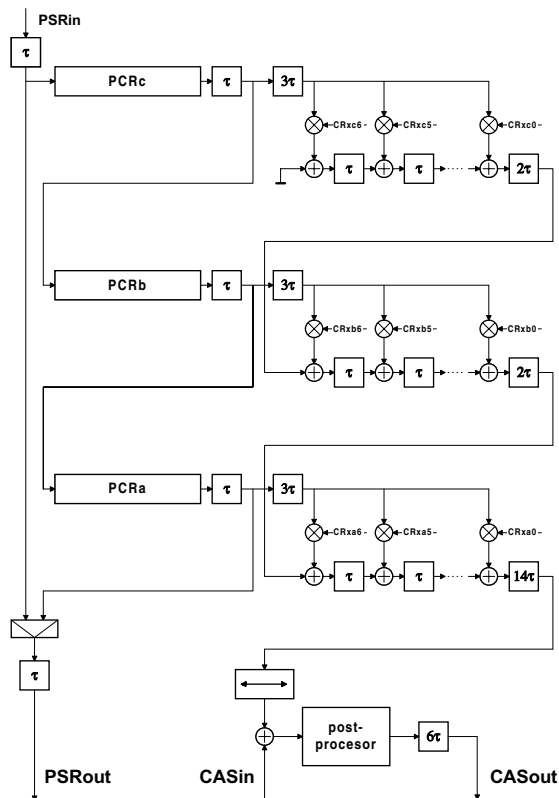 PSRin
τ
PCRc τ 3τ
CRxc6 CRxc5 CRxc0
τ τ 2τ
PCRb τ 3τ
CRxb6 CRxb5 CRxb0
τ τ 2τ
PCRa τ 3τ
CRxa6 CRxa5 CRxa0
τ τ 14τ
τ
post-
procesor
6τ
PSRout CASin CASout